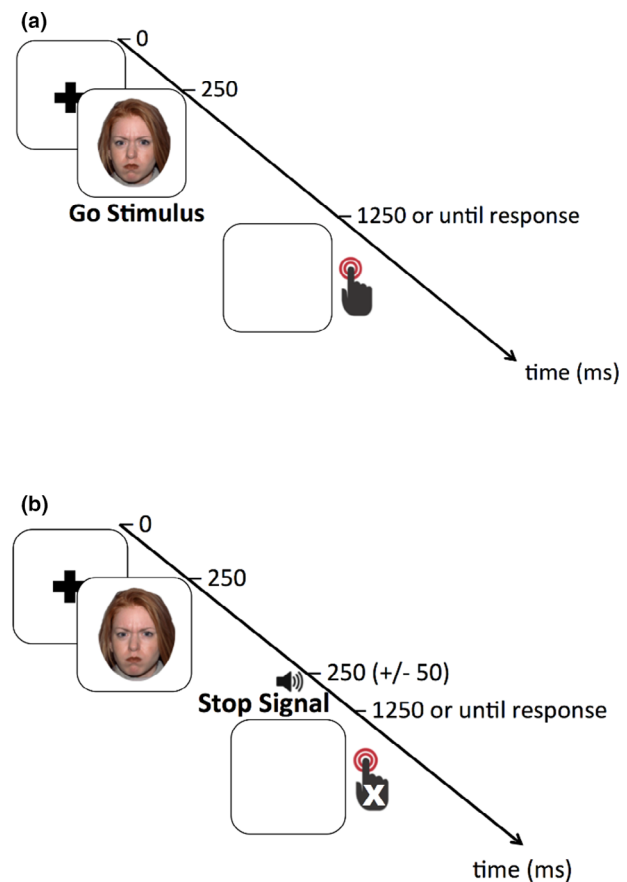 (a)
0
250
Go Stimulus
1250 or until response
time (ms)
(b)
0
250
250 (+/- 50)
Stop Signal
1250 or until response
X
time (ms)